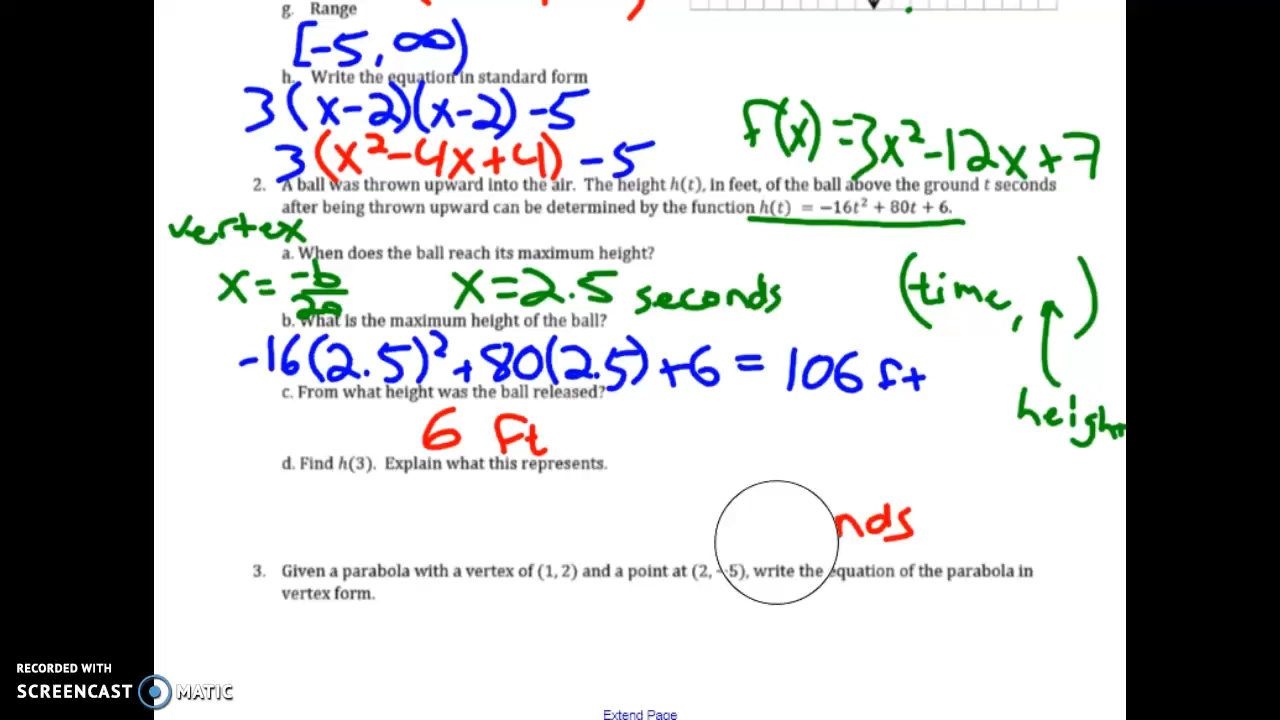 g. Range
[-5, ∞)
h. Write the equation in standard form
3(x-2)(x-2)-5
3(x²-4x+4)-5
f(x)=3x²-12x+7
2. A ball was thrown upward into the air. The height h(t), in feet, of the ball above the ground t seconds
after being thrown upward can be determined by the function h(t) = −16t² + 80t + 6.
vertex
a. When does the ball reach its maximum height?
x = -b/2a x=2.5 seconds
(time, )
height
b. What is the maximum height of the ball?
-16(2.5)²+80(2.5)+6 = 106 ft
c. From what height was the ball released?
6 ft
d. Find h(3). Explain what this represents.
nds
3. Given a parabola with a vertex of (1, 2) and a point at (2, −5), write the equation of the parabola in
vertex form.
RECORDED WITH
SCREENCAST MATIC
Extend Page